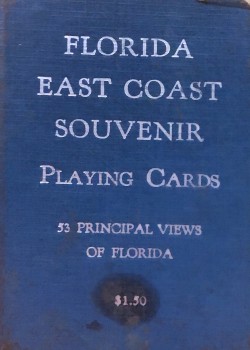 FLORIDA
EAST COAST
SOUVENIR
PLAYING CARDS
53 PRINCIPAL VIEWS
OF FLORIDA
$1.50